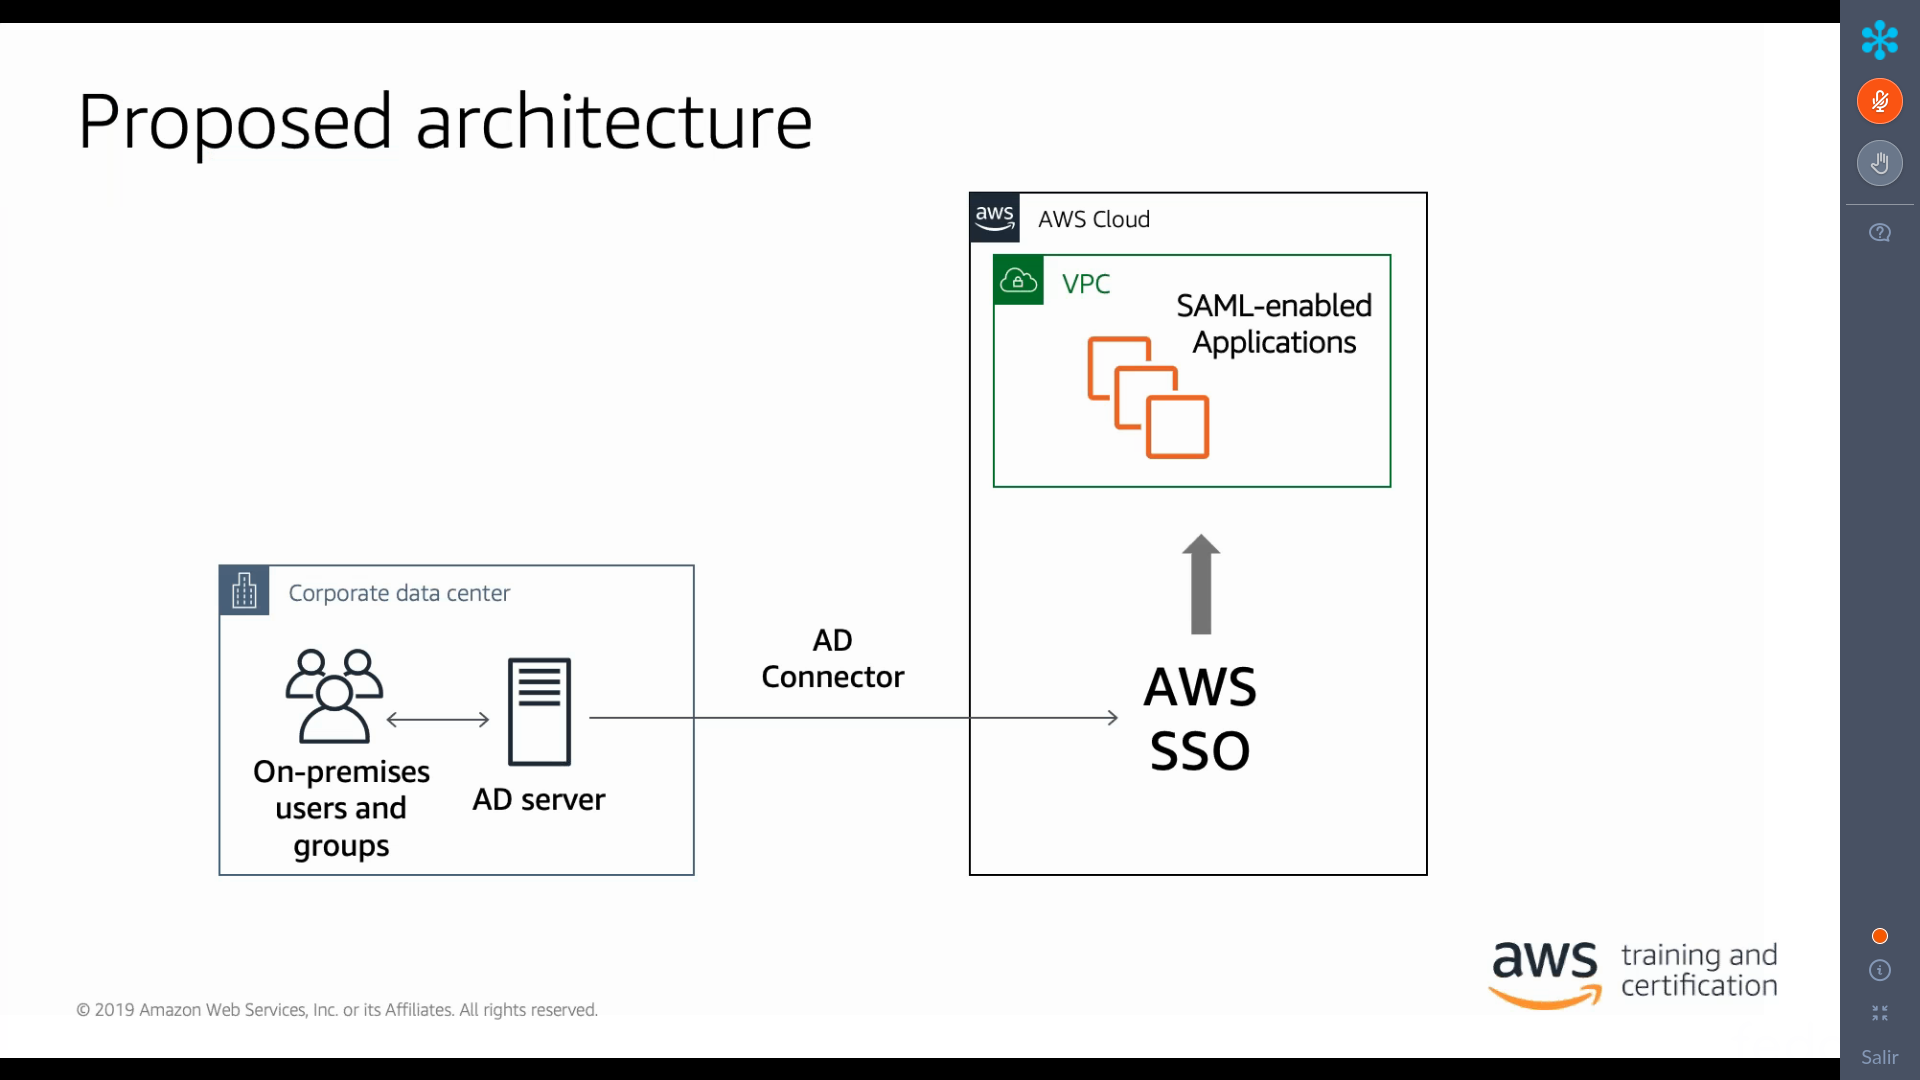 Proposed architecture
aws
AWS Cloud
VPC
SAML-enabled
Applications
Corporate data center
AD
Connector
On-premises
users and
groups
AD server
AWS
SSO
aws
training and
certification
© 2019 Amazon Web Services, Inc. or its Affiliates. All rights reserved.
Salir